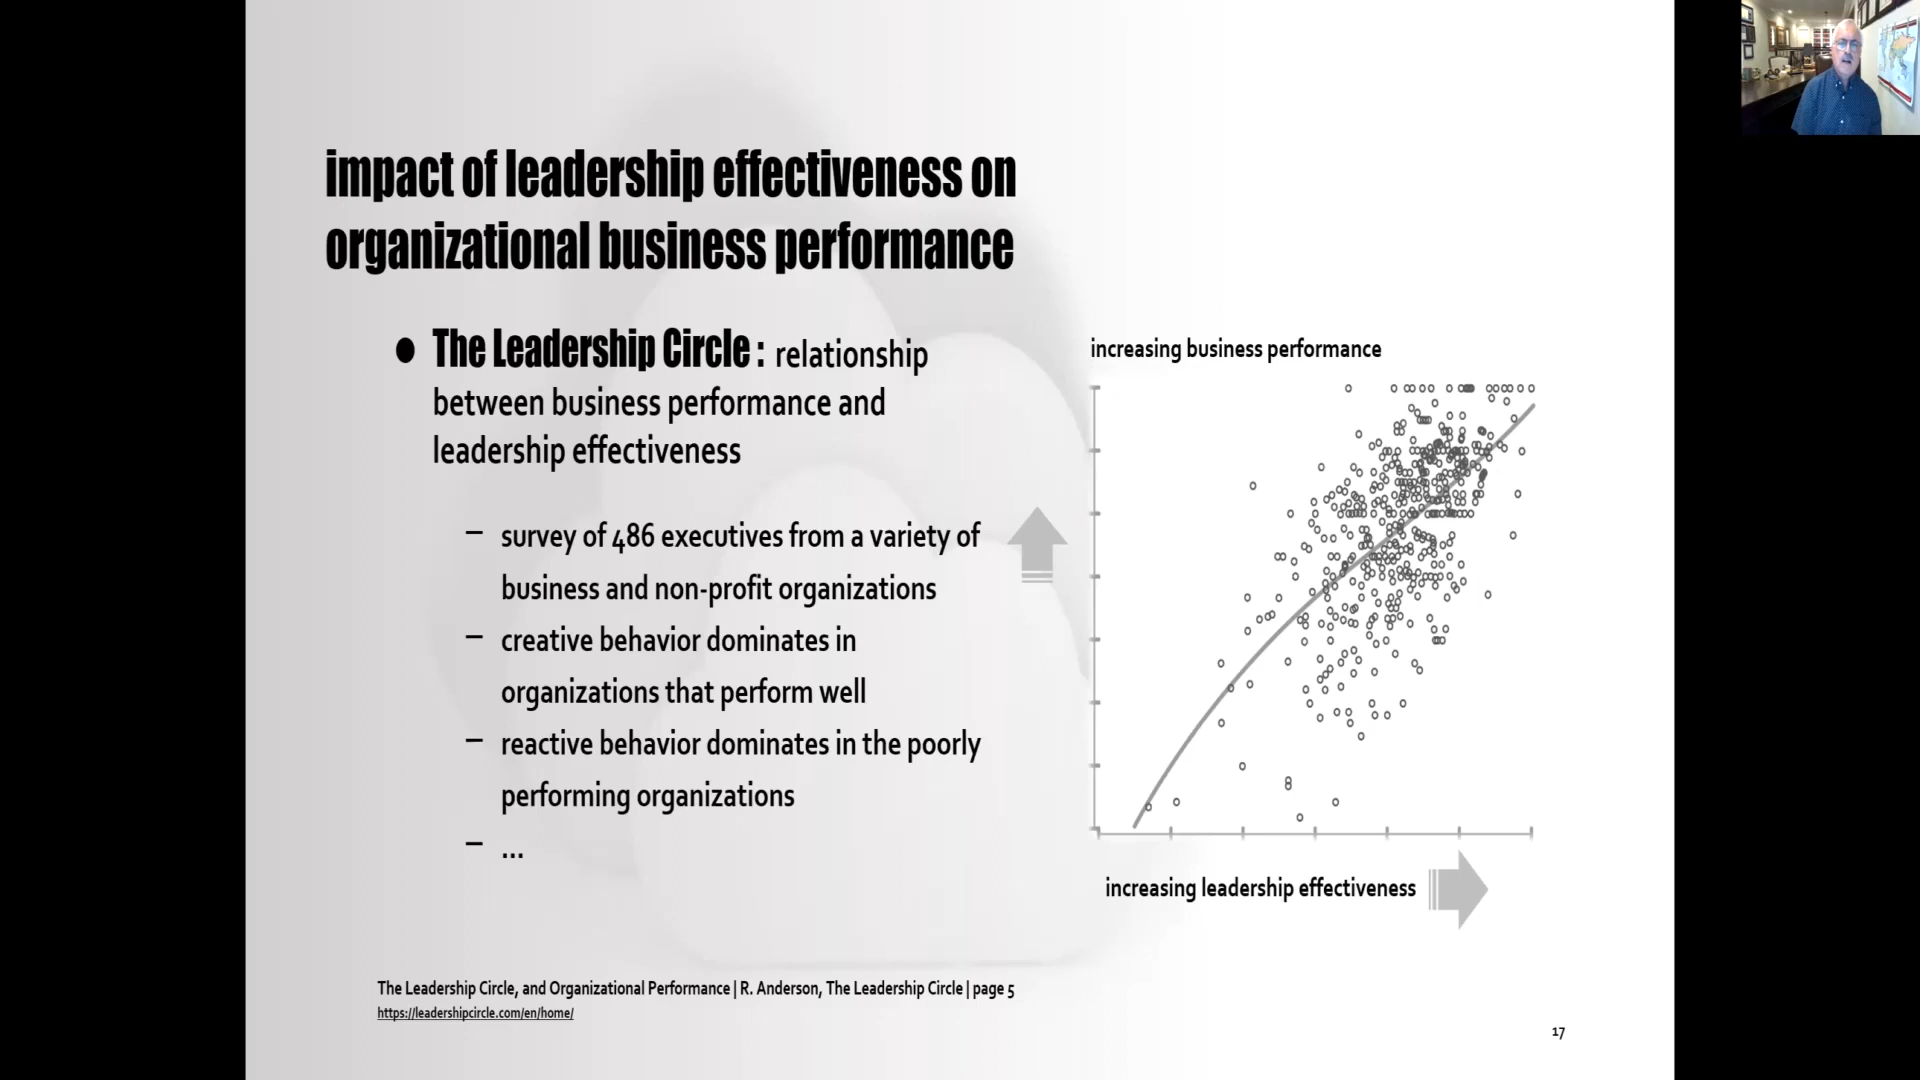 impact of leadership effectiveness on
organizational business performance
● The Leadership Circle : relationship
between business performance and
leadership effectiveness
– survey of 486 executives from a variety of
business and non-profit organizations
– creative behavior dominates in
organizations that perform well
– reactive behavior dominates in the poorly
performing organizations
– ...
increasing business performance
increasing leadership effectiveness
The Leadership Circle, and Organizational Performance | R. Anderson, The Leadership Circle | page 5
https://leadershipcircle.com/en/home/
17